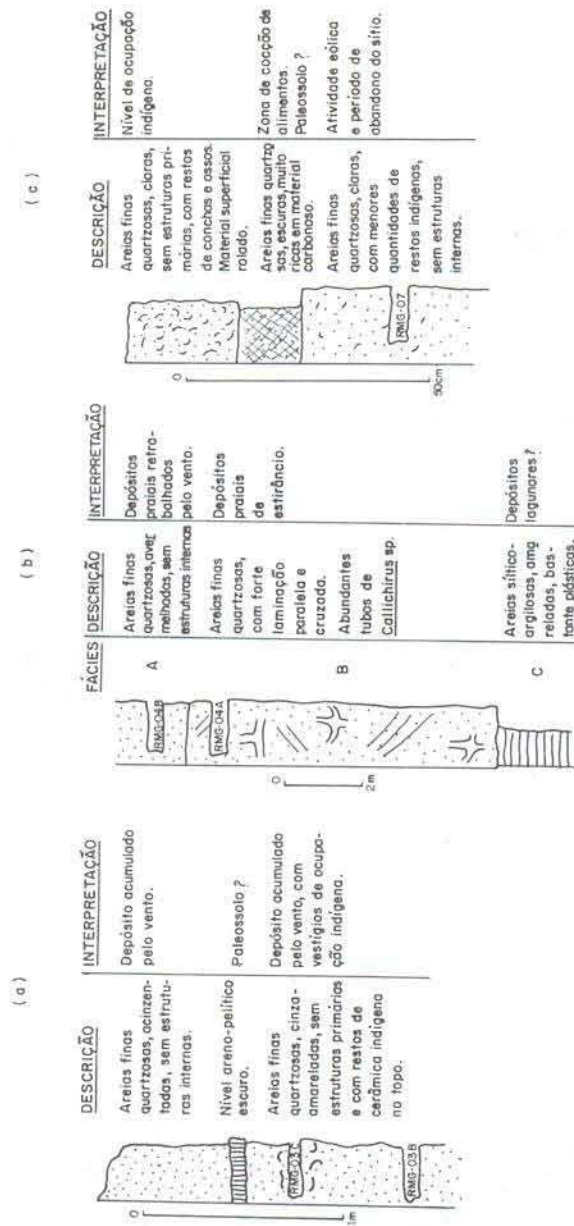 (a)
DESCRIÇÃO
INTERPRETAÇÃO
Areias finas
quartzosas, acinzen-
tadas, sem estrutu-
ras internas.
Depósito acumulado
pelo vento.
Nível areno-pelítico
escuro.
Paleossolo ?
Areias finas
quartzosas, cinza-
amareladas, sem
estruturas primárias
e com restos de
cerâmica indígena
no topo.
Depósito acumulado
pelo vento, com
vestígios de ocupa-
ção indígena.
0
1m
RMG-03C
RMG-03B
(b)
FÁCIES
DESCRIÇÃO
INTERPRETAÇÃO
A
Areias finas
quartzosas, aver
melhadas, sem
estruturas internas
Depósitos
praiais retra-
balhados
pelo vento.
B
Areias finas
quartzosas,
com forte
laminação
paralela e
cruzada.
Abundantes
tubos de
Callichirus sp.
Depósitos
praiais
de
estirâncio.
C
Areias síltico-
argilosas, ama
reladas, bas-
tante plásticas.
Depósitos
lagunares?
0
2m
RMG-04B
RMG-04A
(c)
DESCRIÇÃO
INTERPRETAÇÃO
Areias finas
quartzosas, claras,
sem estruturas pri-
márias, com restos
de conchas e ossos.
Material superficial
rolado.
Nível de ocupação
indígena.
Areias finas quartzo
sas, escuras, muito
ricas em material
carbonoso.
Zona de cocção de
alimentos.
Paleossolo ?
Areias finas
quartzosas, claras,
com menores
quantidades de
restos indígenas,
sem estruturas
internas.
Atividade eólica
e período de
abandono do sítio.
0
50cm
RMG-07